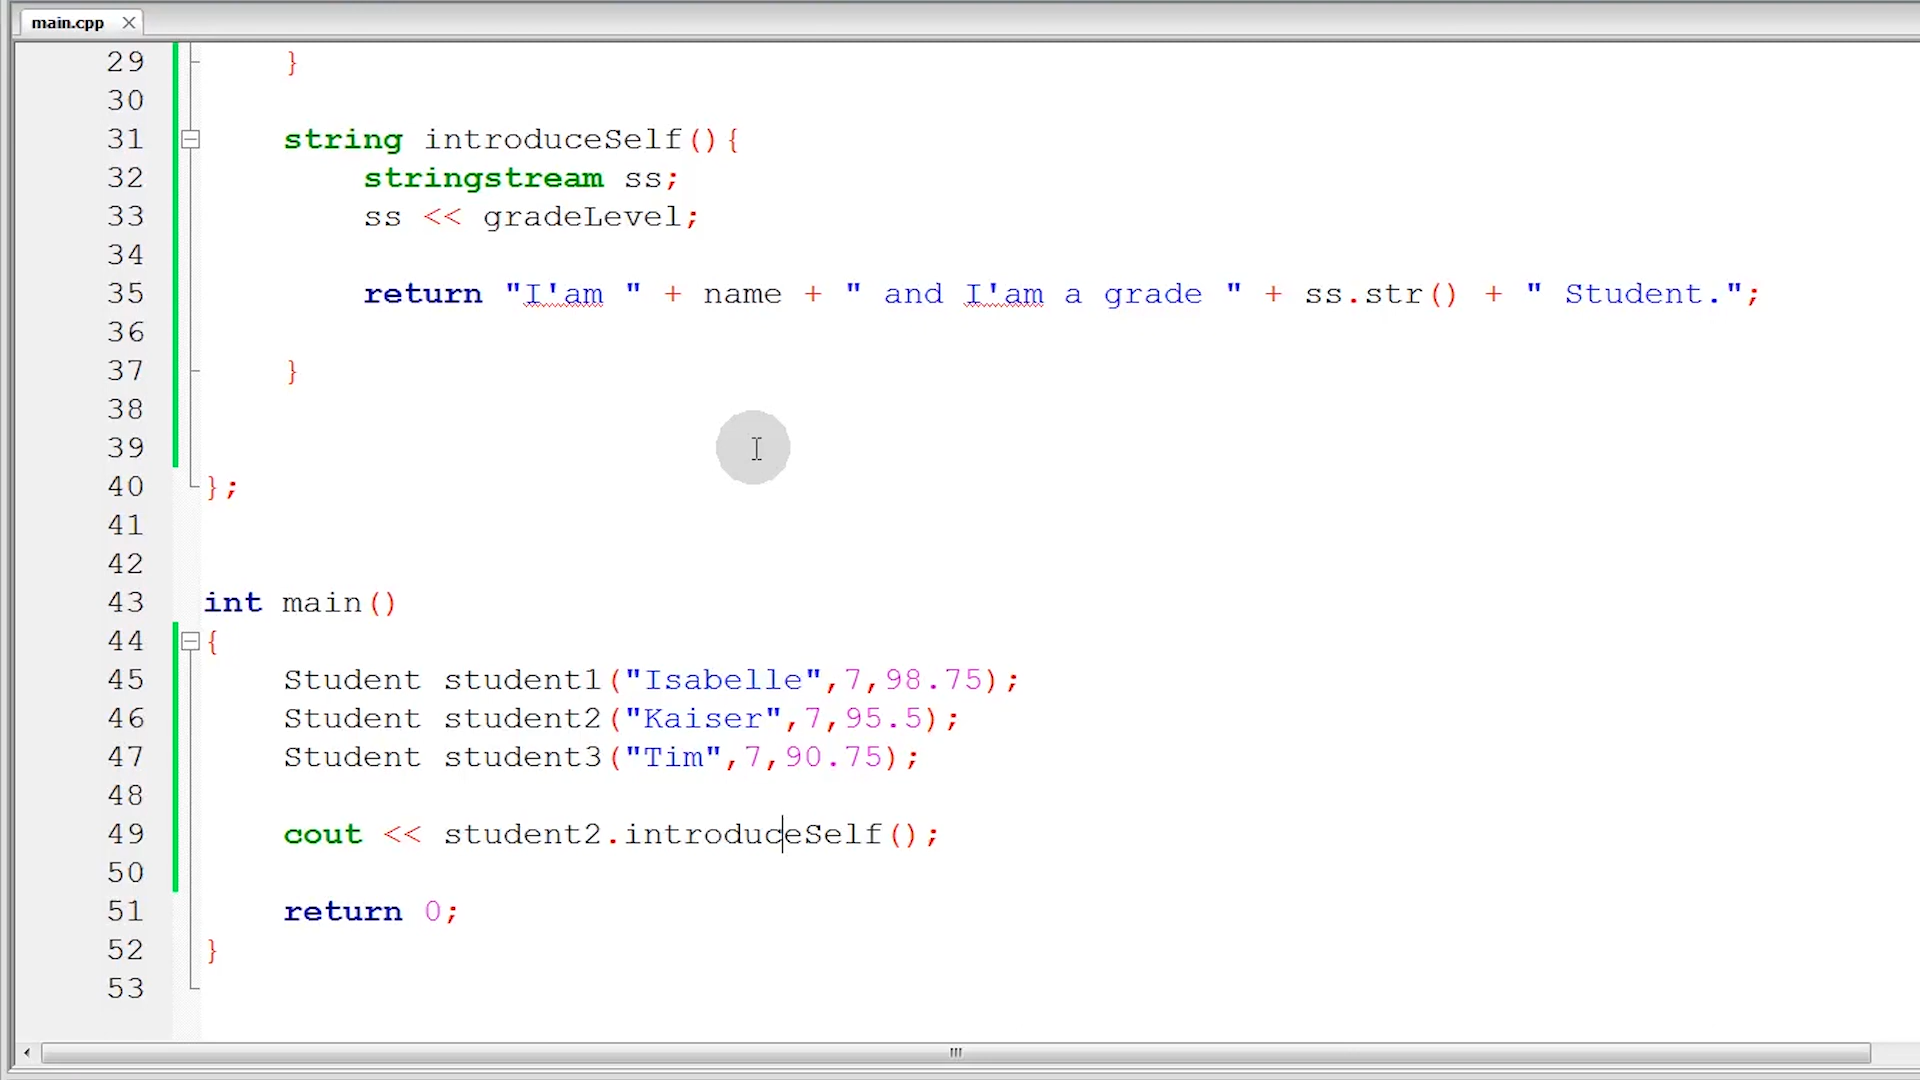 main.cpp
29 }
30
31 string introduceSelf(){
32 stringstream ss;
33 ss << gradeLevel;
34
35 return "I'am " + name + " and I'am a grade " + ss.str() + " Student.";
36
37 }
38
39
40 };
41
42
43 int main()
44 {
45 Student student1("Isabelle",7,98.75);
46 Student student2("Kaiser",7,95.5);
47 Student student3("Tim",7,90.75);
48
49 cout << student2.introduceSelf();
50
51 return 0;
52 }
53